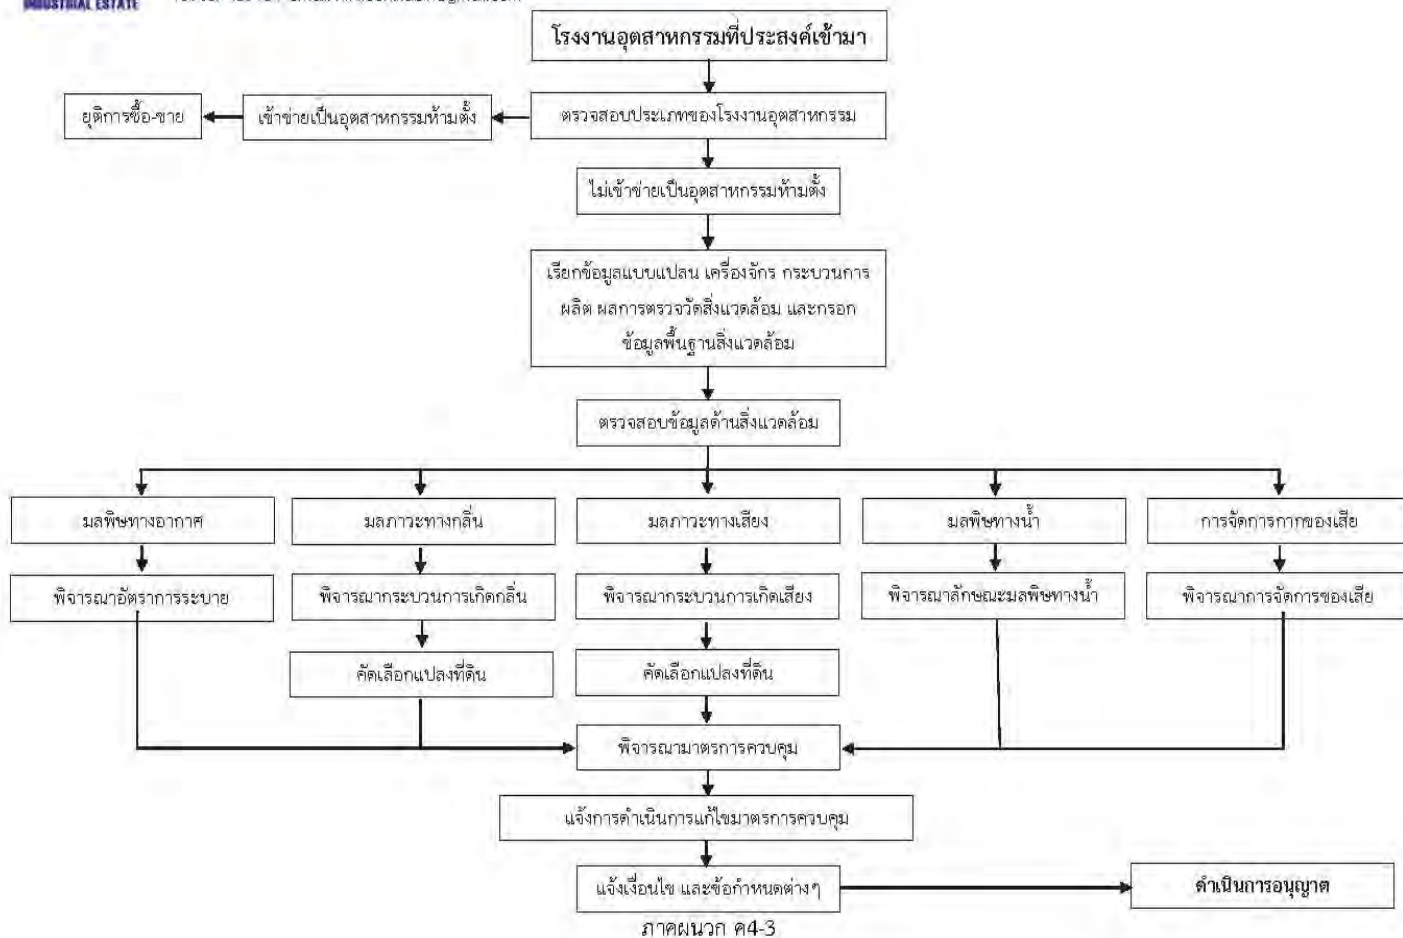 INDUSTRIAL ESTATE
โรงงานอุตสาหกรรมที่ประสงค์เข้ามา
ยุติการซื้อ-ขาย
เข้าข่ายเป็นอุตสาหกรรมห้ามตั้ง
ตรวจสอบประเภทของโรงงานอุตสาหกรรม
ไม่เข้าข่ายเป็นอุตสาหกรรมห้ามตั้ง
เรียกข้อมูลแบบแปลน เครื่องจักร กระบวนการ
ผลิต ผลการตรวจวัดสิ่งแวดล้อม และกรอก
ข้อมูลพื้นฐานสิ่งแวดล้อม
ตรวจสอบข้อมูลด้านสิ่งแวดล้อม
มลพิษทางอากาศ
มลภาวะทางกลิ่น
มลภาวะทางเสียง
มลพิษทางน้ำ
การจัดการกากของเสีย
พิจารณาอัตราการระบาย
พิจารณากระบวนการเกิดกลิ่น
พิจารณากระบวนการเกิดเสียง
พิจารณาลักษณะมลพิษทางน้ำ
พิจารณาการจัดการของเสีย
คัดเลือกแปลงที่ดิน
คัดเลือกแปลงที่ดิน
พิจารณามาตรการควบคุม
แจ้งการดำเนินการแก้ไขมาตรการควบคุม
แจ้งเงื่อนไข และข้อกำหนดต่างๆ
ดำเนินการอนุญาต
ภาคผนวก ค4-3